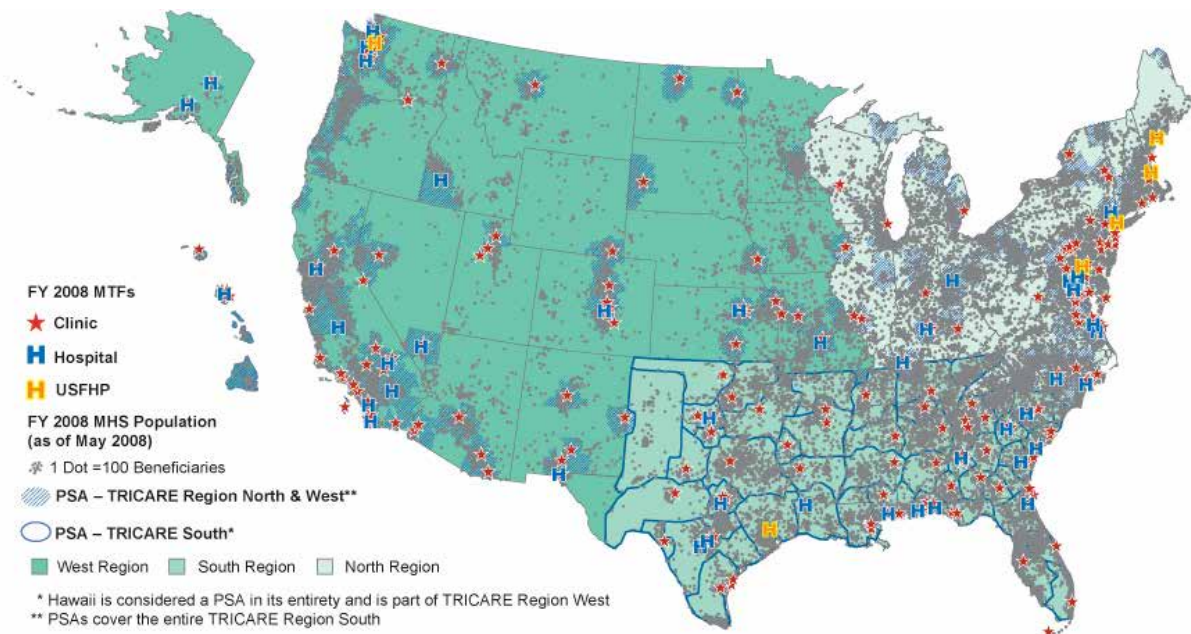 FY 2008 MTFs
Clinic
H Hospital
H USFHP
FY 2008 MHS Population
(as of May 2008)
1 Dot =100 Beneficiaries
PSA – TRICARE Region North & West**
PSA – TRICARE South*
West Region South Region North Region
* Hawaii is considered a PSA in its entirety and is part of TRICARE Region West
** PSAs cover the entire TRICARE Region South